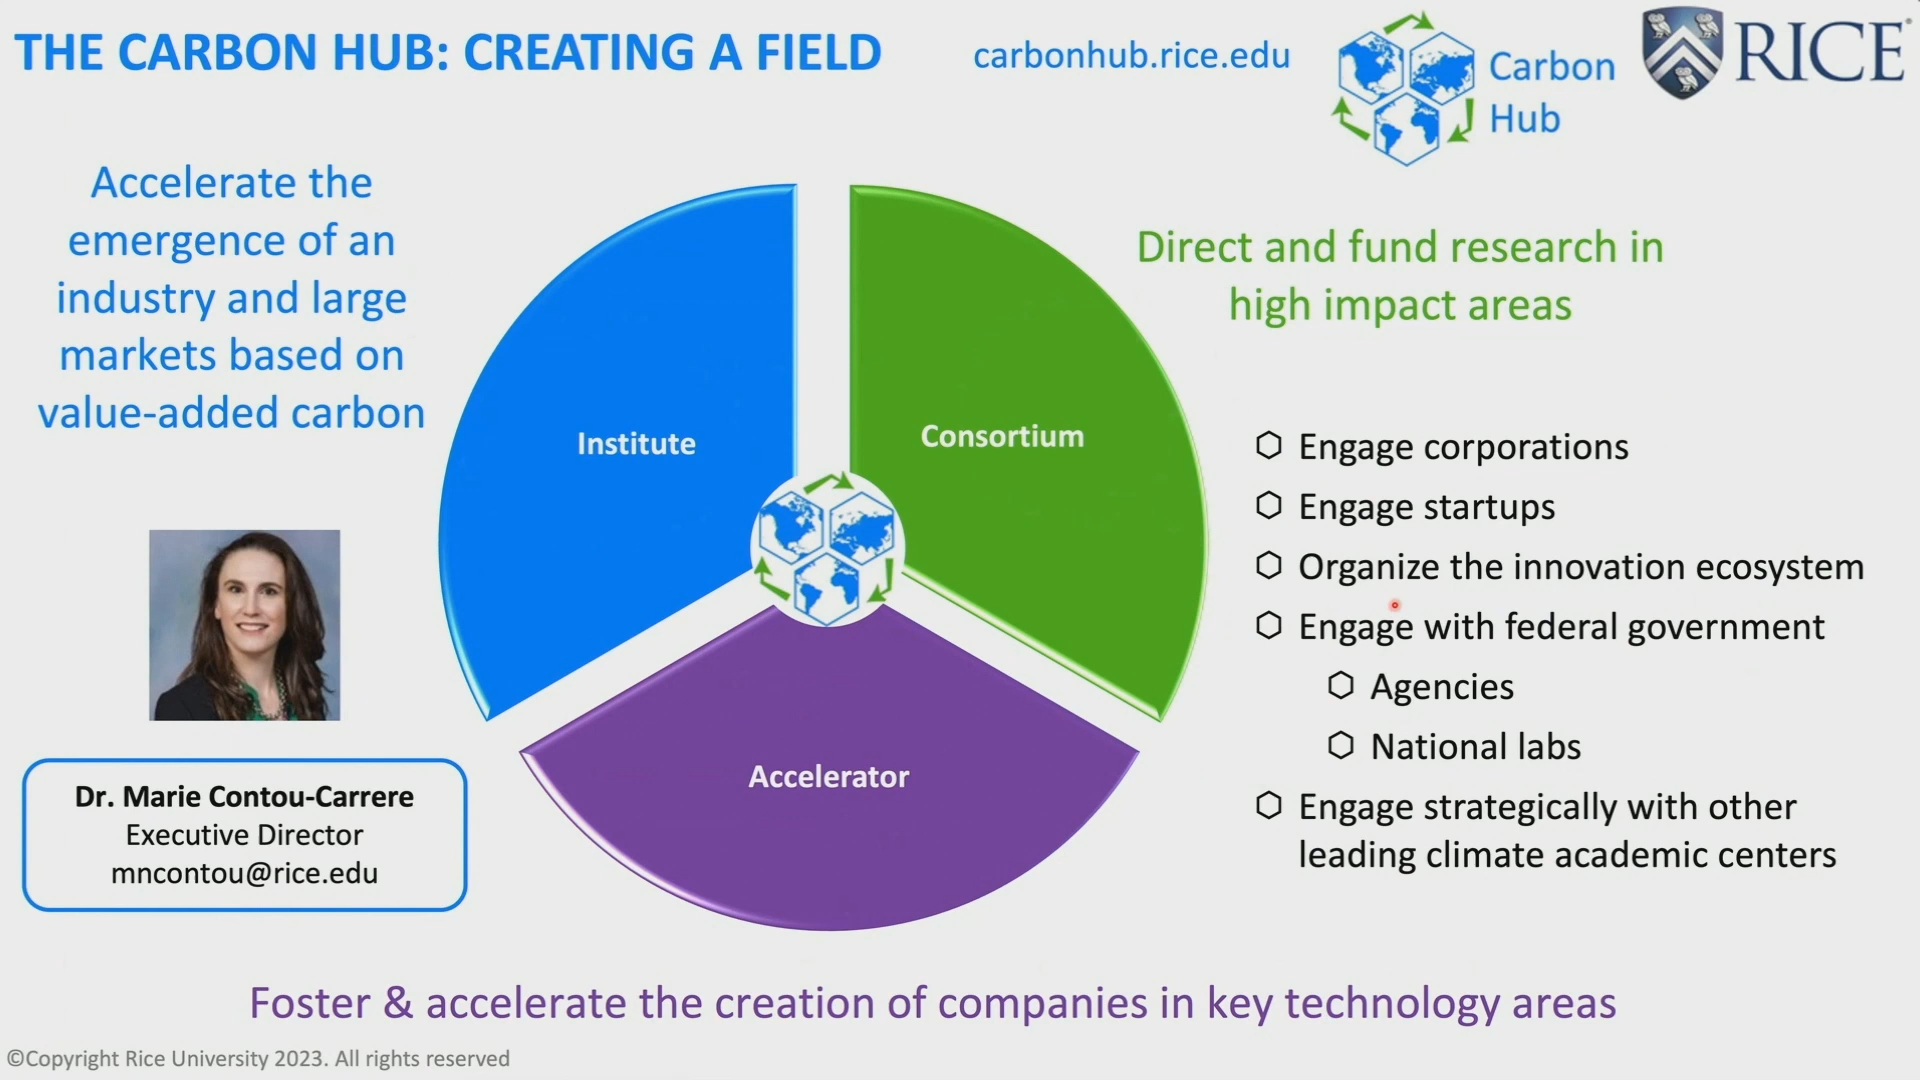 THE CARBON HUB: CREATING A FIELD
carbonhub.rice.edu
Carbon
Hub
RICE
Accelerate the
emergence of an
industry and large
markets based on
value-added carbon
Direct and fund research in
high impact areas
Institute
Consortium
Accelerator
Engage corporations
Engage startups
Organize the innovation ecosystem
Engage with federal government
Agencies
National labs
Engage strategically with other
leading climate academic centers
Dr. Marie Contou-Carrere
Executive Director
mncontou@rice.edu
Foster & accelerate the creation of companies in key technology areas
©Copyright Rice University 2023. All rights reserved